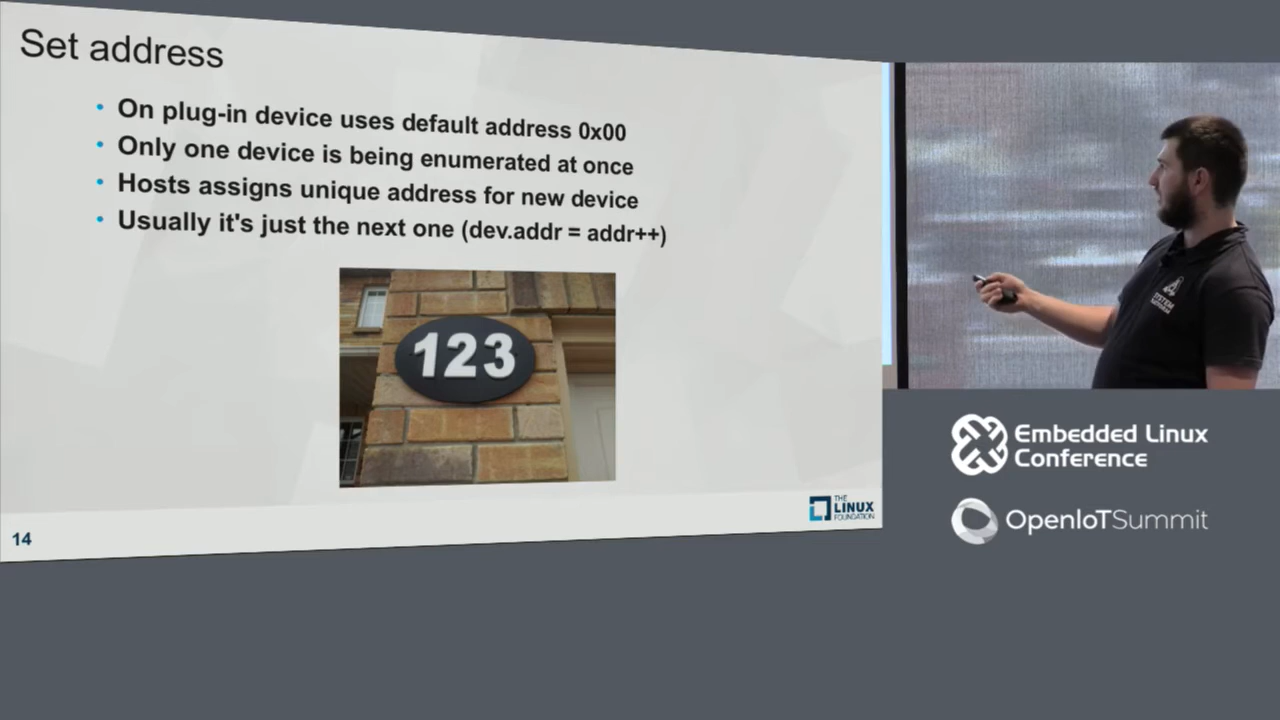 Set address
• On plug-in device uses default address 0x00
• Only one device is being enumerated at once
• Hosts assigns unique address for new device
• Usually it's just the next one (dev.addr = addr++)
123
THE
LINUX
FOUNDATION
14
SYSTEM
Embedded Linux
Conference
OpenIoTSummit